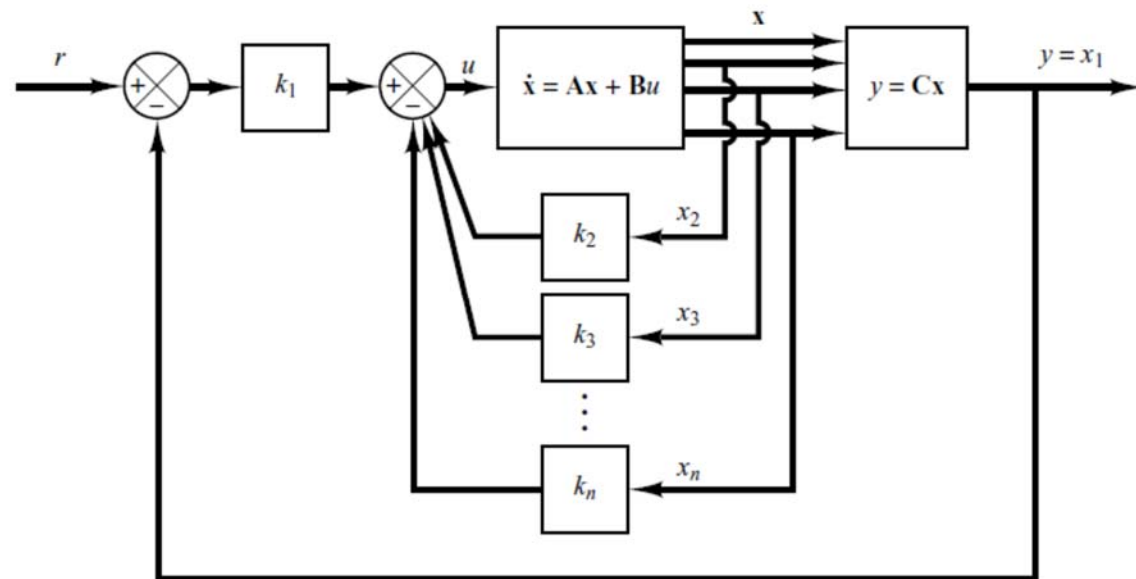 r
+
−
k₁
+
−
u
ẋ = Ax + Bu
x
y = Cx
y = x₁
k₂
x₂
k₃
x₃
⋮
kₙ
xₙ